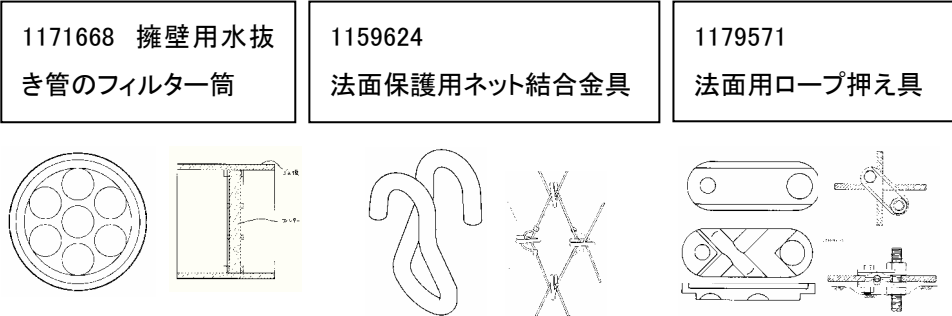 1171668 擁壁用水抜
き管のフィルター筒
1159624
法面保護用ネット結合金具
1179571
法面用ロープ押え具